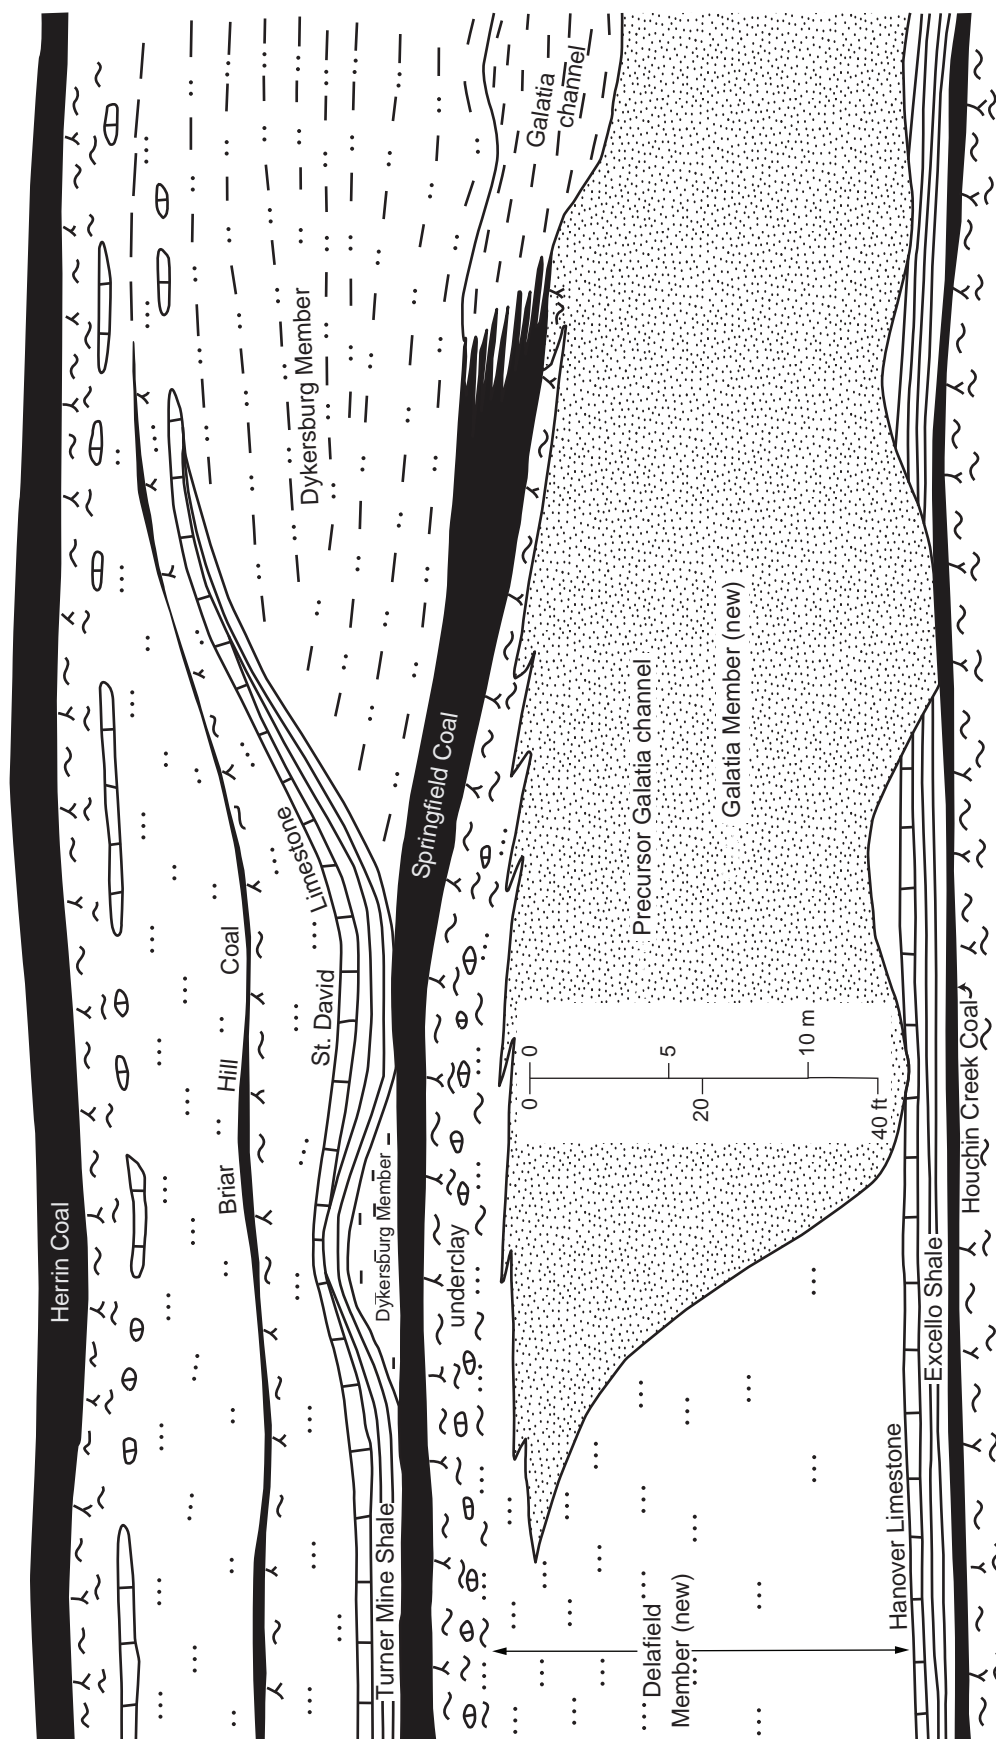 Herrin Coal
Briar Hill Coal
St. David Limestone
Turner Mine Shale
Dykersburg Member
Dykersburg Member
Springfield Coal
underclay
Galatia
channel
Precursor Galatia channel
Galatia Member (new)
0 5 10 m
0 20 40 ft
Delafield
Member (new)
Hanover Limestone
Excello Shale
Houchin Creek Coal